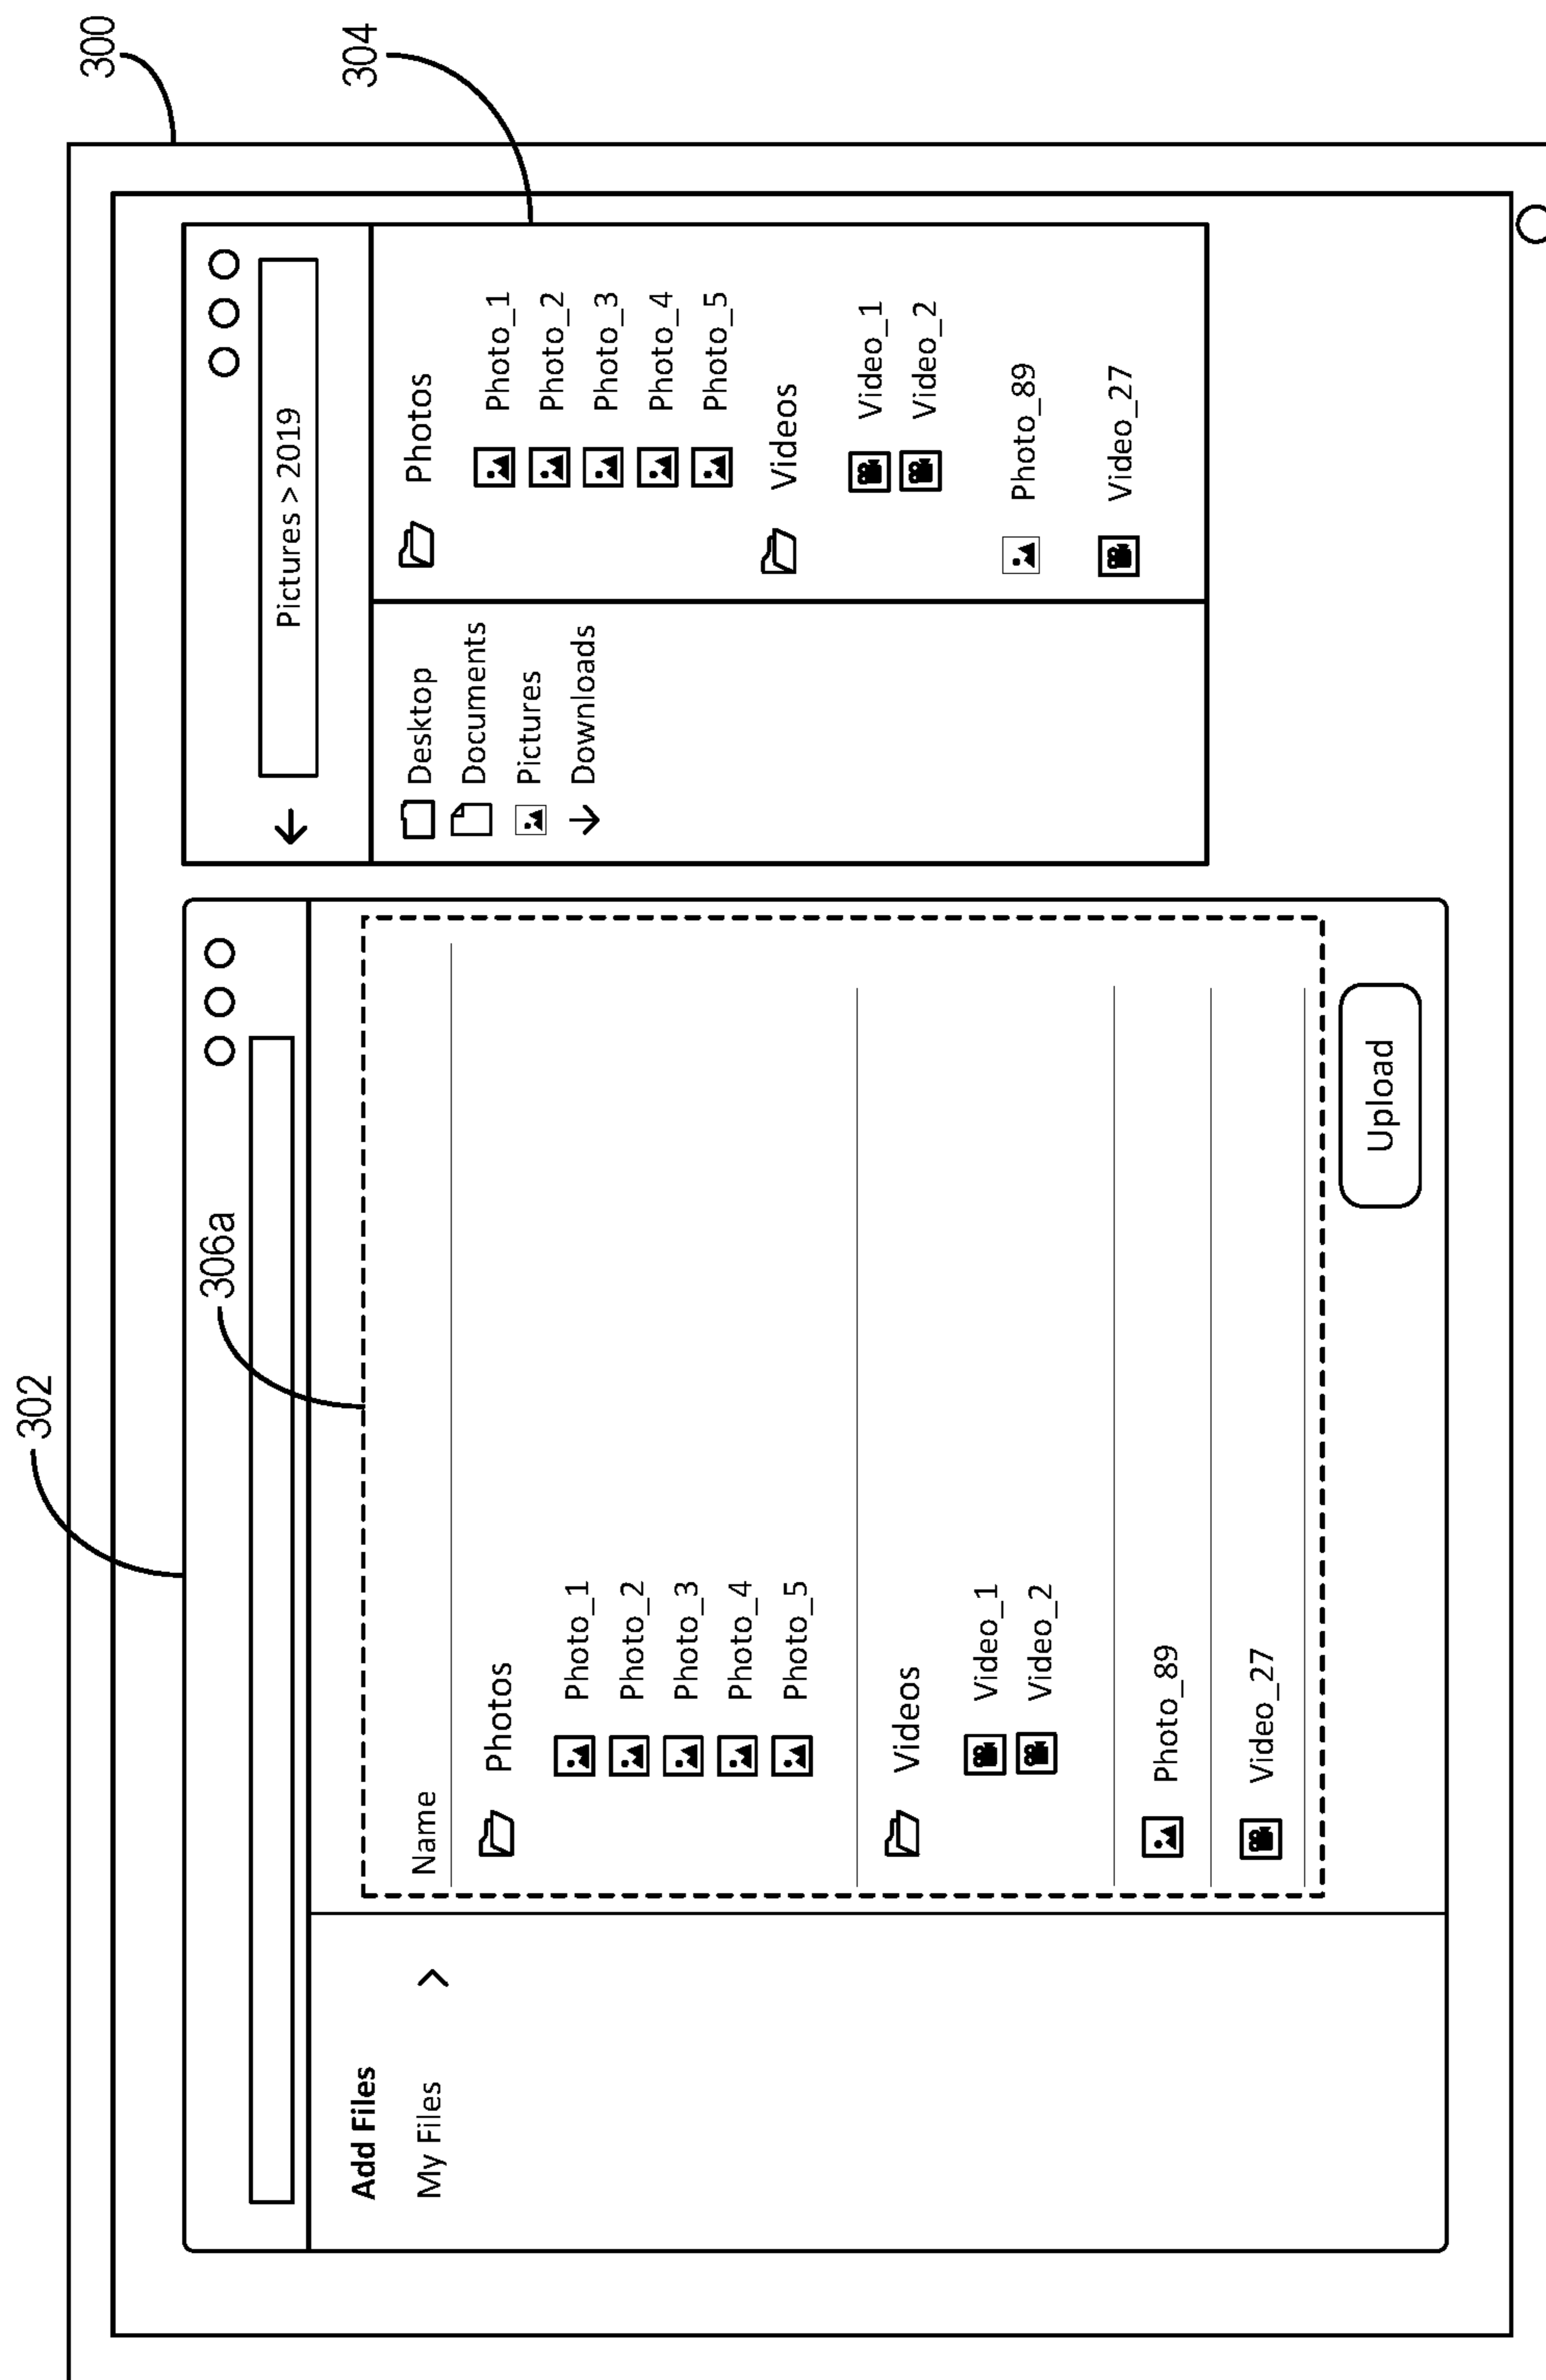 300
302
304
306a
Add Files
My Files
>
Name
Photos
Photo_1
Photo_2
Photo_3
Photo_4
Photo_5
Videos
Video_1
Video_2
Photo_89
Video_27
Upload
Pictures > 2019
Desktop
Documents
Pictures
Downloads
Photos
Photo_1
Photo_2
Photo_3
Photo_4
Photo_5
Videos
Video_1
Video_2
Photo_89
Video_27